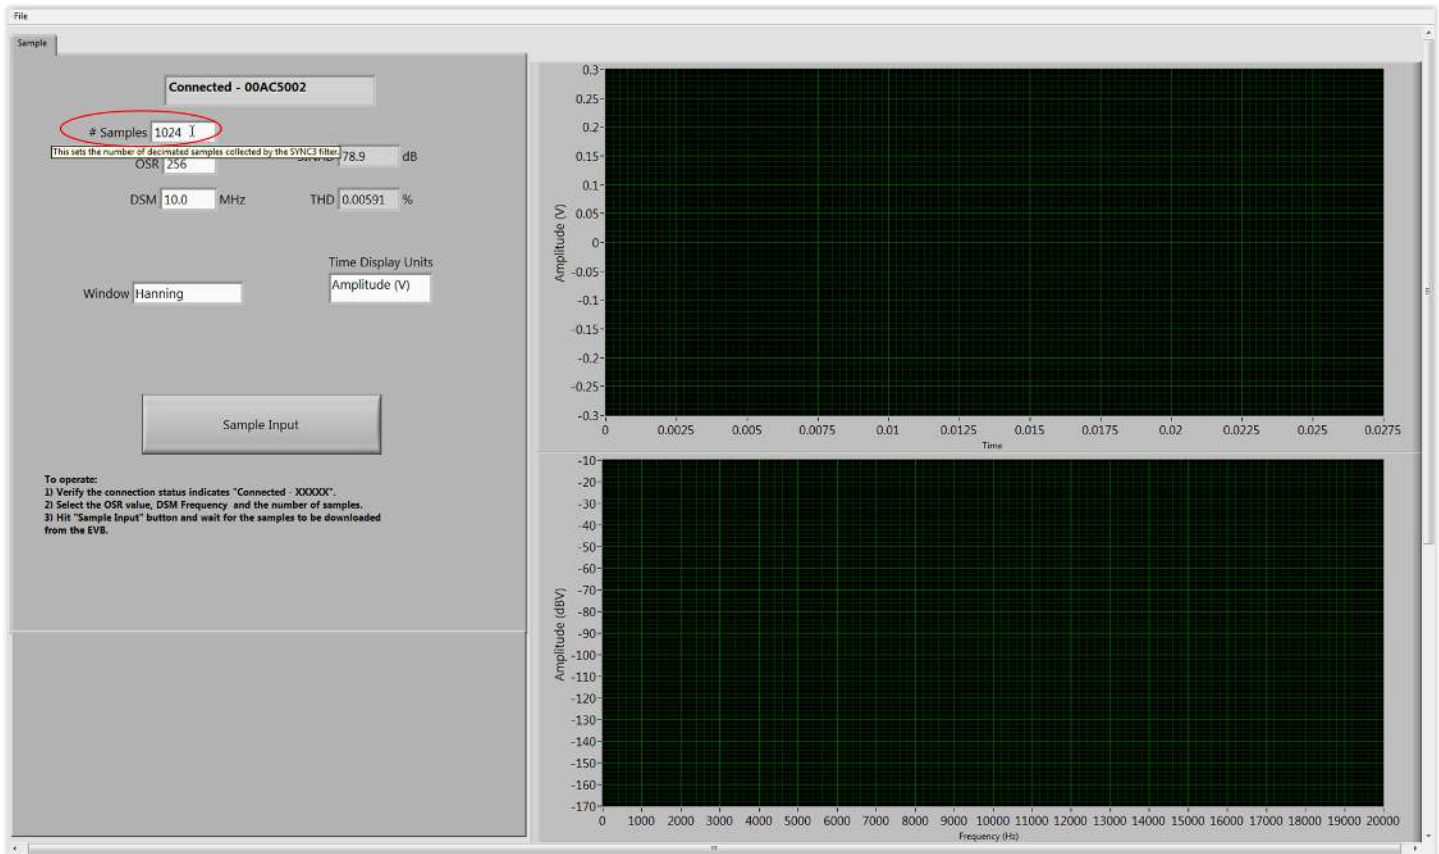 File
Sample
Connected - 00AC5002
# Samples 1024
This sets the number of decimated samples collected by the SYNC3 filter.
78.9 dB
OSR 256
DSM 10.0 MHz
THD 0.00591 %
Time Display Units
Amplitude (V)
Window Hanning
Sample Input
To operate:
1) Verify the connection status indicates "Connected - XXXXX".
2) Select the OSR value, DSM Frequency and the number of samples.
3) Hit "Sample Input" button and wait for the samples to be downloaded
from the EVB.
0.3
0.25
0.2
0.15
0.1
0.05
0
-0.05
-0.1
-0.15
-0.2
-0.25
-0.3
Amplitude (V)
0 0.0025 0.005 0.0075 0.01 0.0125 0.015 0.0175 0.02 0.0225 0.025 0.0275
Time
-10
-20
-30
-40
-50
-60
-70
-80
-90
-100
-110
-120
-130
-140
-150
-160
-170
Amplitude (dBV)
0 1000 2000 3000 4000 5000 6000 7000 8000 9000 10000 11000 12000 13000 14000 15000 16000 17000 18000 19000 20000
Frequency (Hz)